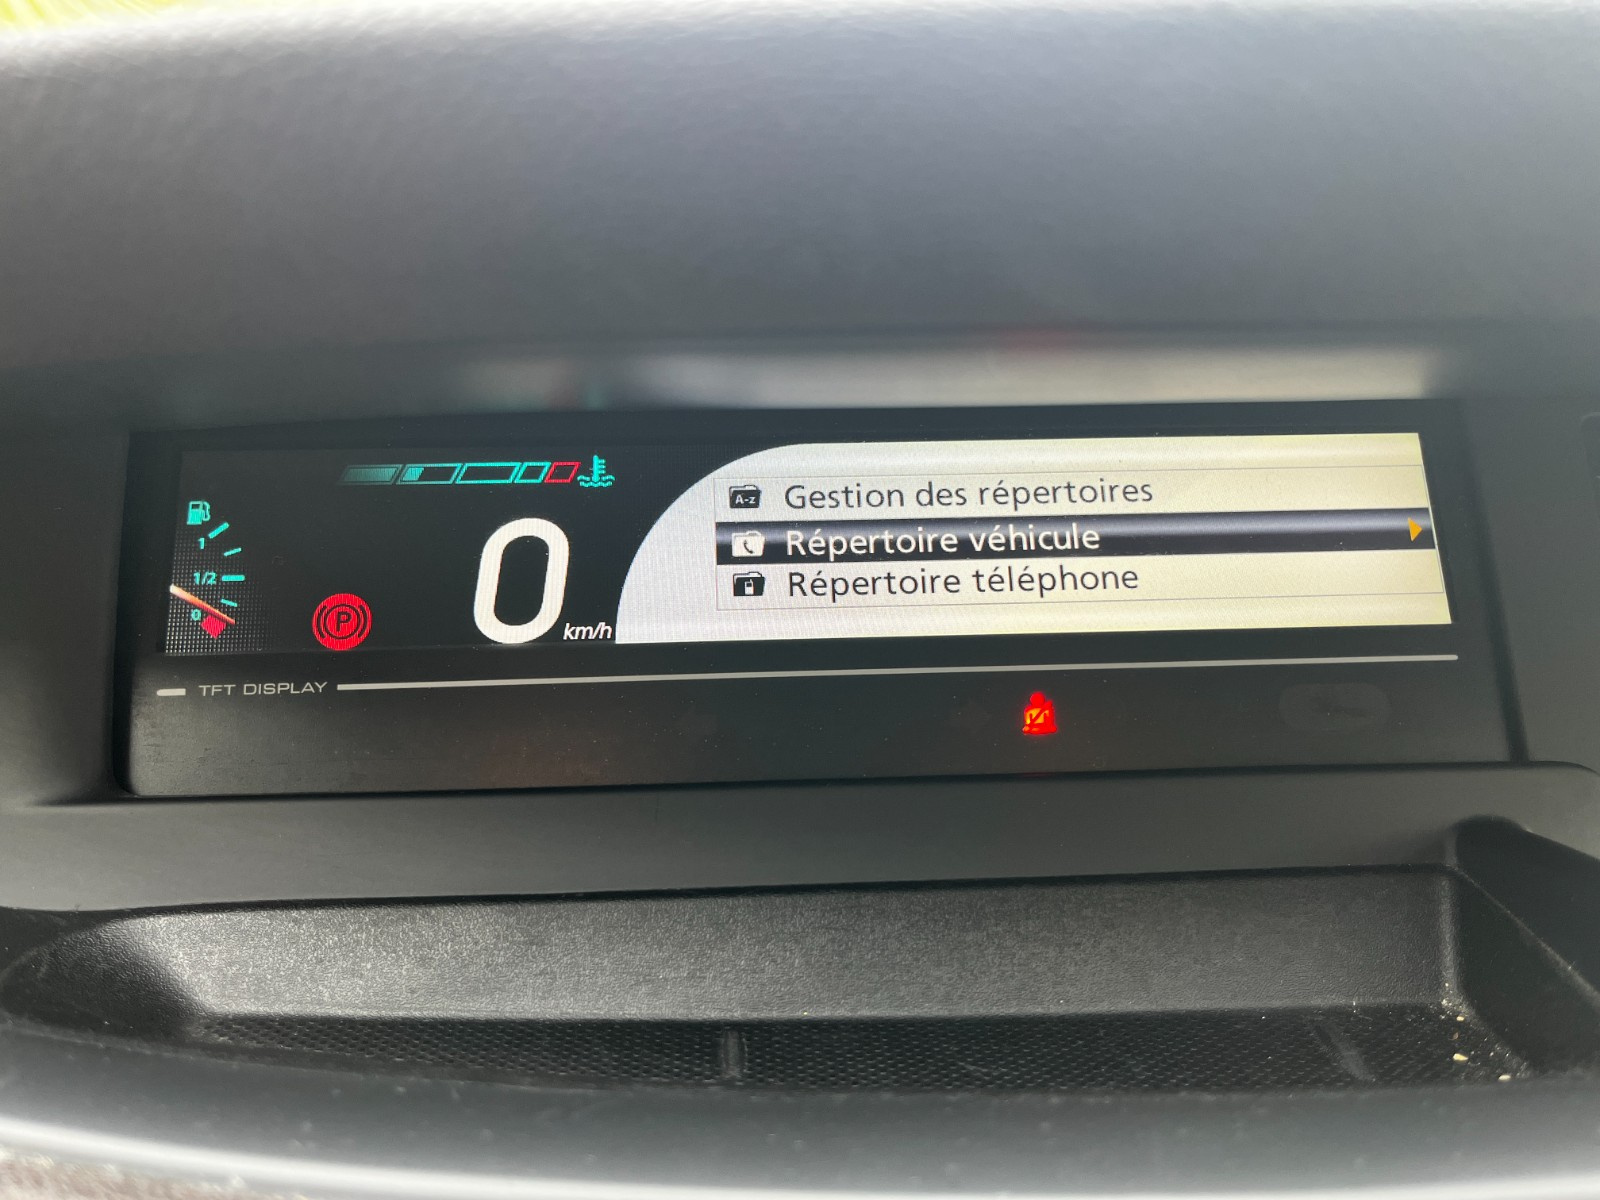 1
1/2
0
P
0
km/h
A-z
Gestion des répertoires
Répertoire véhicule
Répertoire téléphone
TFT DISPLAY